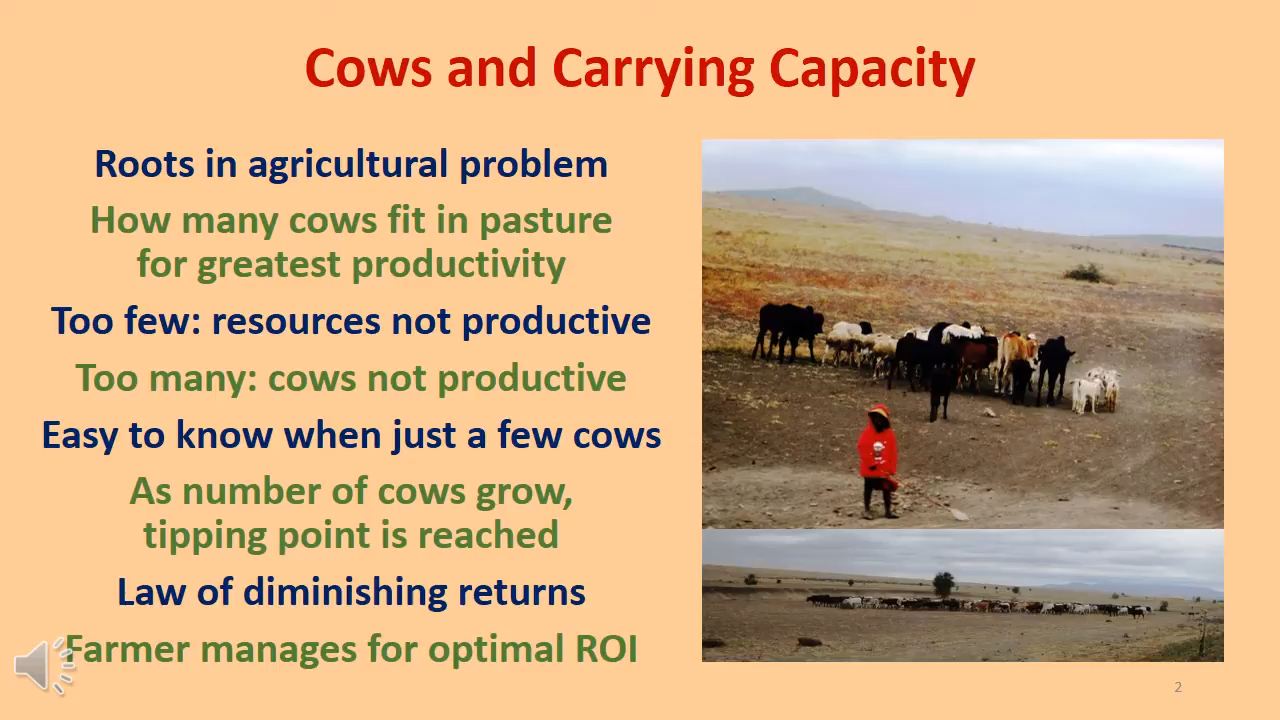 Cows and Carrying Capacity
Roots in agricultural problem
How many cows fit in pasture
for greatest productivity
Too few: resources not productive
Too many: cows not productive
Easy to know when just a few cows
As number of cows grow,
tipping point is reached
Law of diminishing returns
Farmer manages for optimal ROI
2